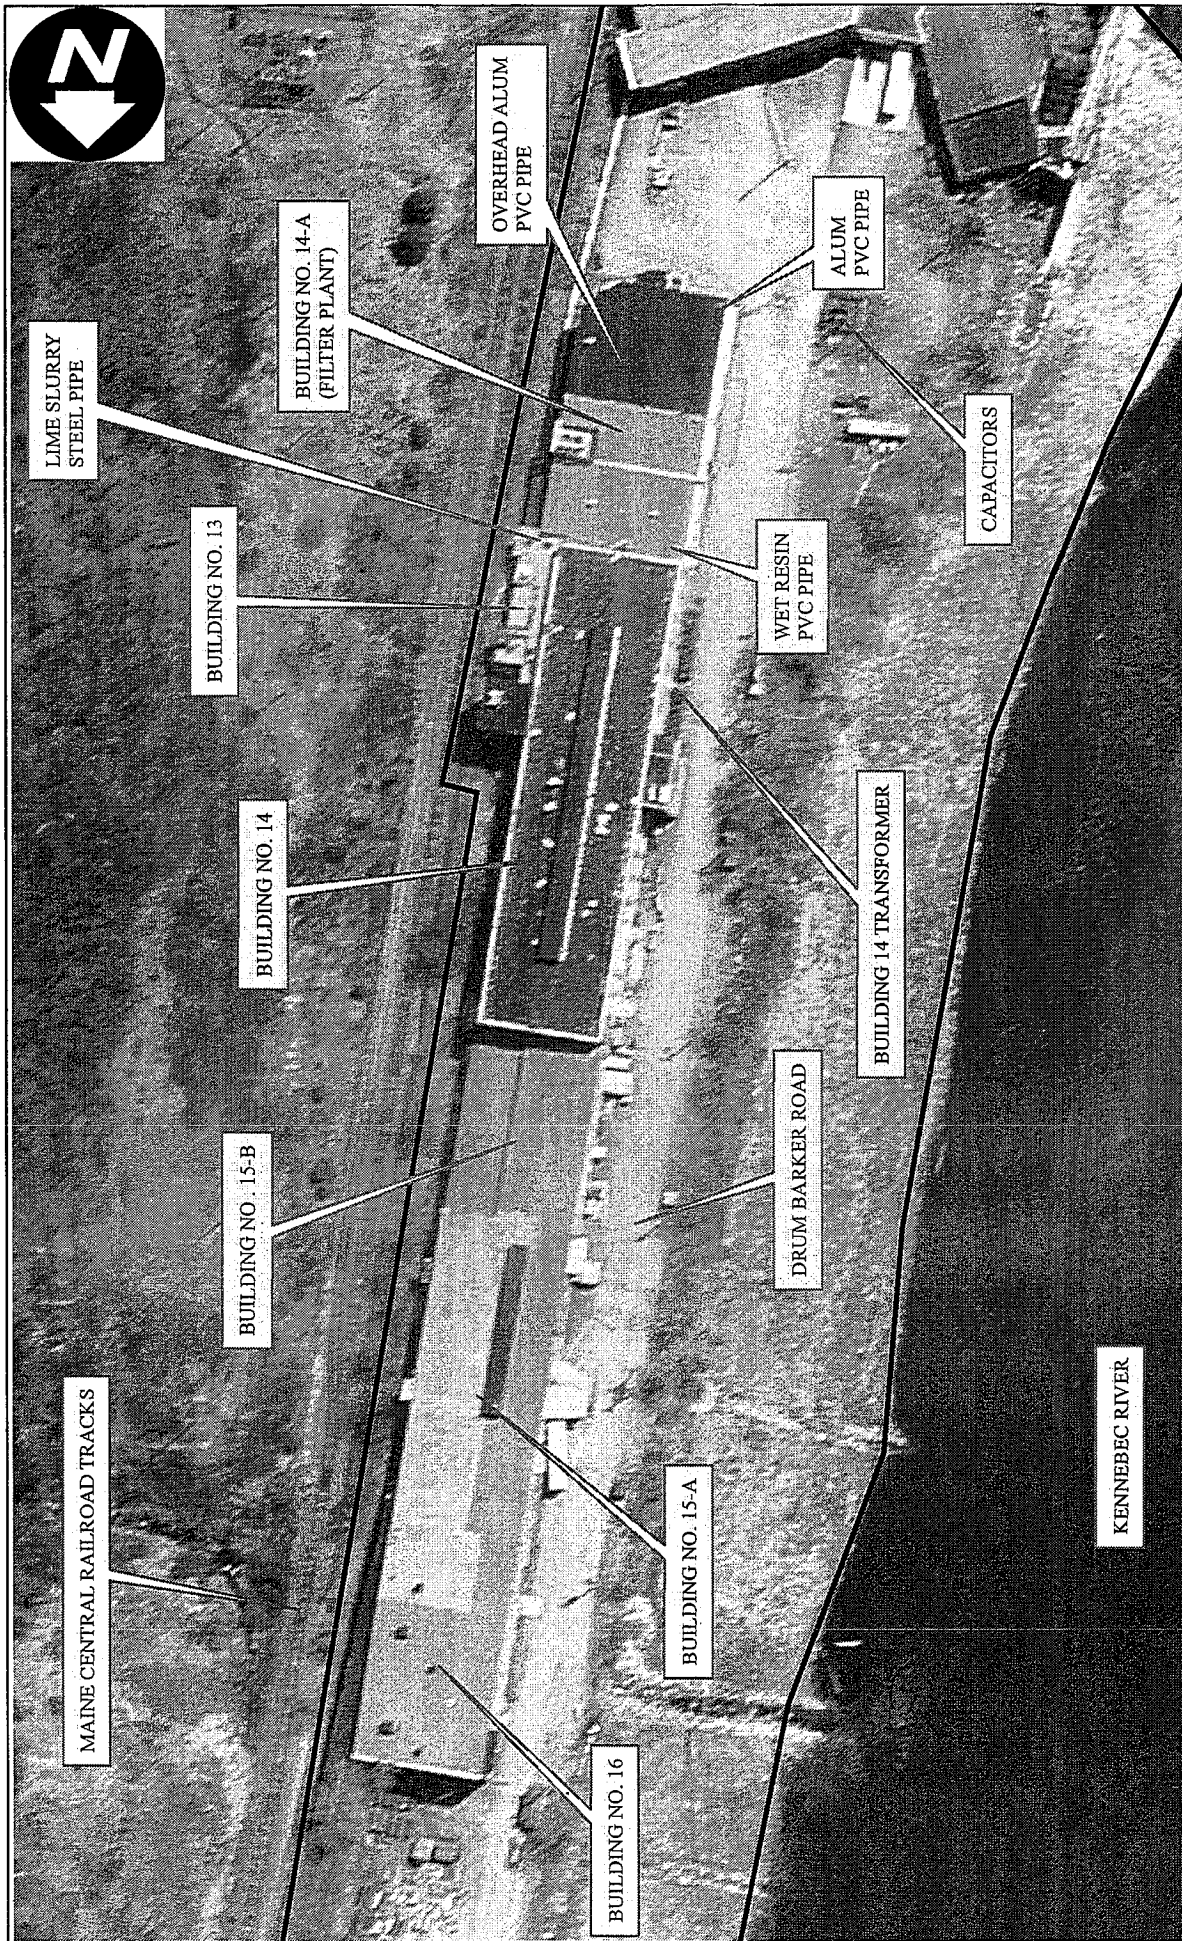 N
MAINE CENTRAL RAILROAD TRACKS
BUILDING NO. 15-B
BUILDING NO. 14
BUILDING NO. 13
LIME SLURRY
STEEL PIPE
BUILDING NO. 14-A
(FILTER PLANT)
OVERHEAD ALUM
PVC PIPE
ALUM
PVC PIPE
CAPACITORS
WET RESIN
PVC PIPE
BUILDING 14 TRANSFORMER
DRUM BARKER ROAD
BUILDING NO. 15-A
BUILDING NO. 16
KENNEBEC RIVER